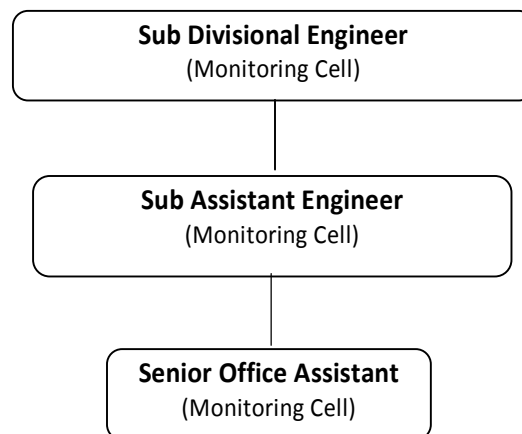 Sub Divisional Engineer
(Monitoring Cell)
Sub Assistant Engineer
(Monitoring Cell)
Senior Office Assistant
(Monitoring Cell)